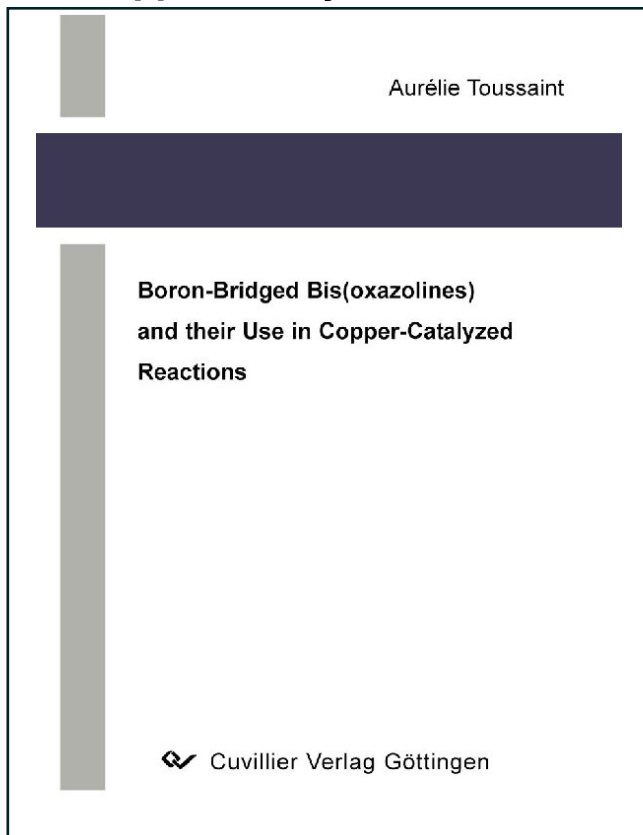 Aurélie Toussaint
Boron-Bridged Bis(oxazolines)
and their Use in Copper-Catalyzed
Reactions
Cuvillier Verlag Göttingen